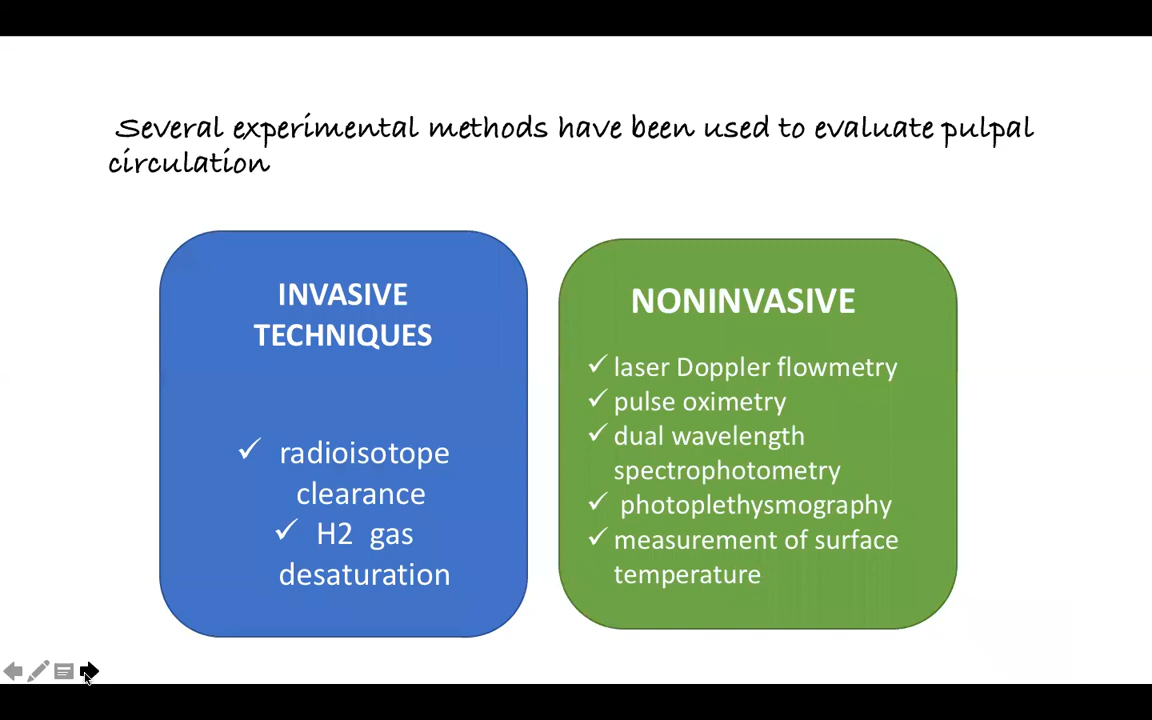 Several experimental methods have been used to evaluate pulpal
circulation
INVASIVE
TECHNIQUES
✓ radioisotope
clearance
✓ H2 gas
desaturation
NONINVASIVE
✓ laser Doppler flowmetry
✓ pulse oximetry
✓ dual wavelength
spectrophotometry
✓ photoplethysmography
✓ measurement of surface
temperature